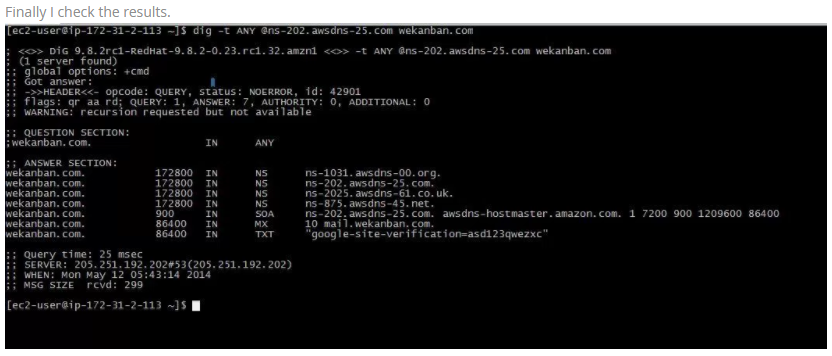 Finally I check the results.
[ec2-user@ip-172-31-2-113 ~]$ dig -t ANY @ns-202.awsdns-25.com wekanban.com
; <<>> DiG 9.8.2rc1-RedHat-9.8.2-0.23.rc1.32.amzn1 <<>> -t ANY @ns-202.awsdns-25.com wekanban.com
; (1 server found)
;; global options: +cmd
;; Got answer:
;; ->>HEADER<<- opcode: QUERY, status: NOERROR, id: 42901
;; flags: qr aa rd; QUERY: 1, ANSWER: 7, AUTHORITY: 0, ADDITIONAL: 0
;; WARNING: recursion requested but not available
;; QUESTION SECTION:
;wekanban.com. IN ANY
;; ANSWER SECTION:
wekanban.com. 172800 IN NS ns-1031.awsdns-00.org.
wekanban.com. 172800 IN NS ns-202.awsdns-25.com.
wekanban.com. 172800 IN NS ns-2025.awsdns-61.co.uk.
wekanban.com. 172800 IN NS ns-875.awsdns-45.net.
wekanban.com. 900 IN SOA ns-202.awsdns-25.com. awsdns-hostmaster.amazon.com. 1 7200 900 1209600 86400
wekanban.com. 86400 IN MX 10 mail.wekanban.com.
wekanban.com. 86400 IN TXT "google-site-verification=asd123qwezxc"
;; Query time: 25 msec
;; SERVER: 205.251.192.202#53(205.251.192.202)
;; WHEN: Mon May 12 05:43:14 2014
;; MSG SIZE rcvd: 299
[ec2-user@ip-172-31-2-113 ~]$